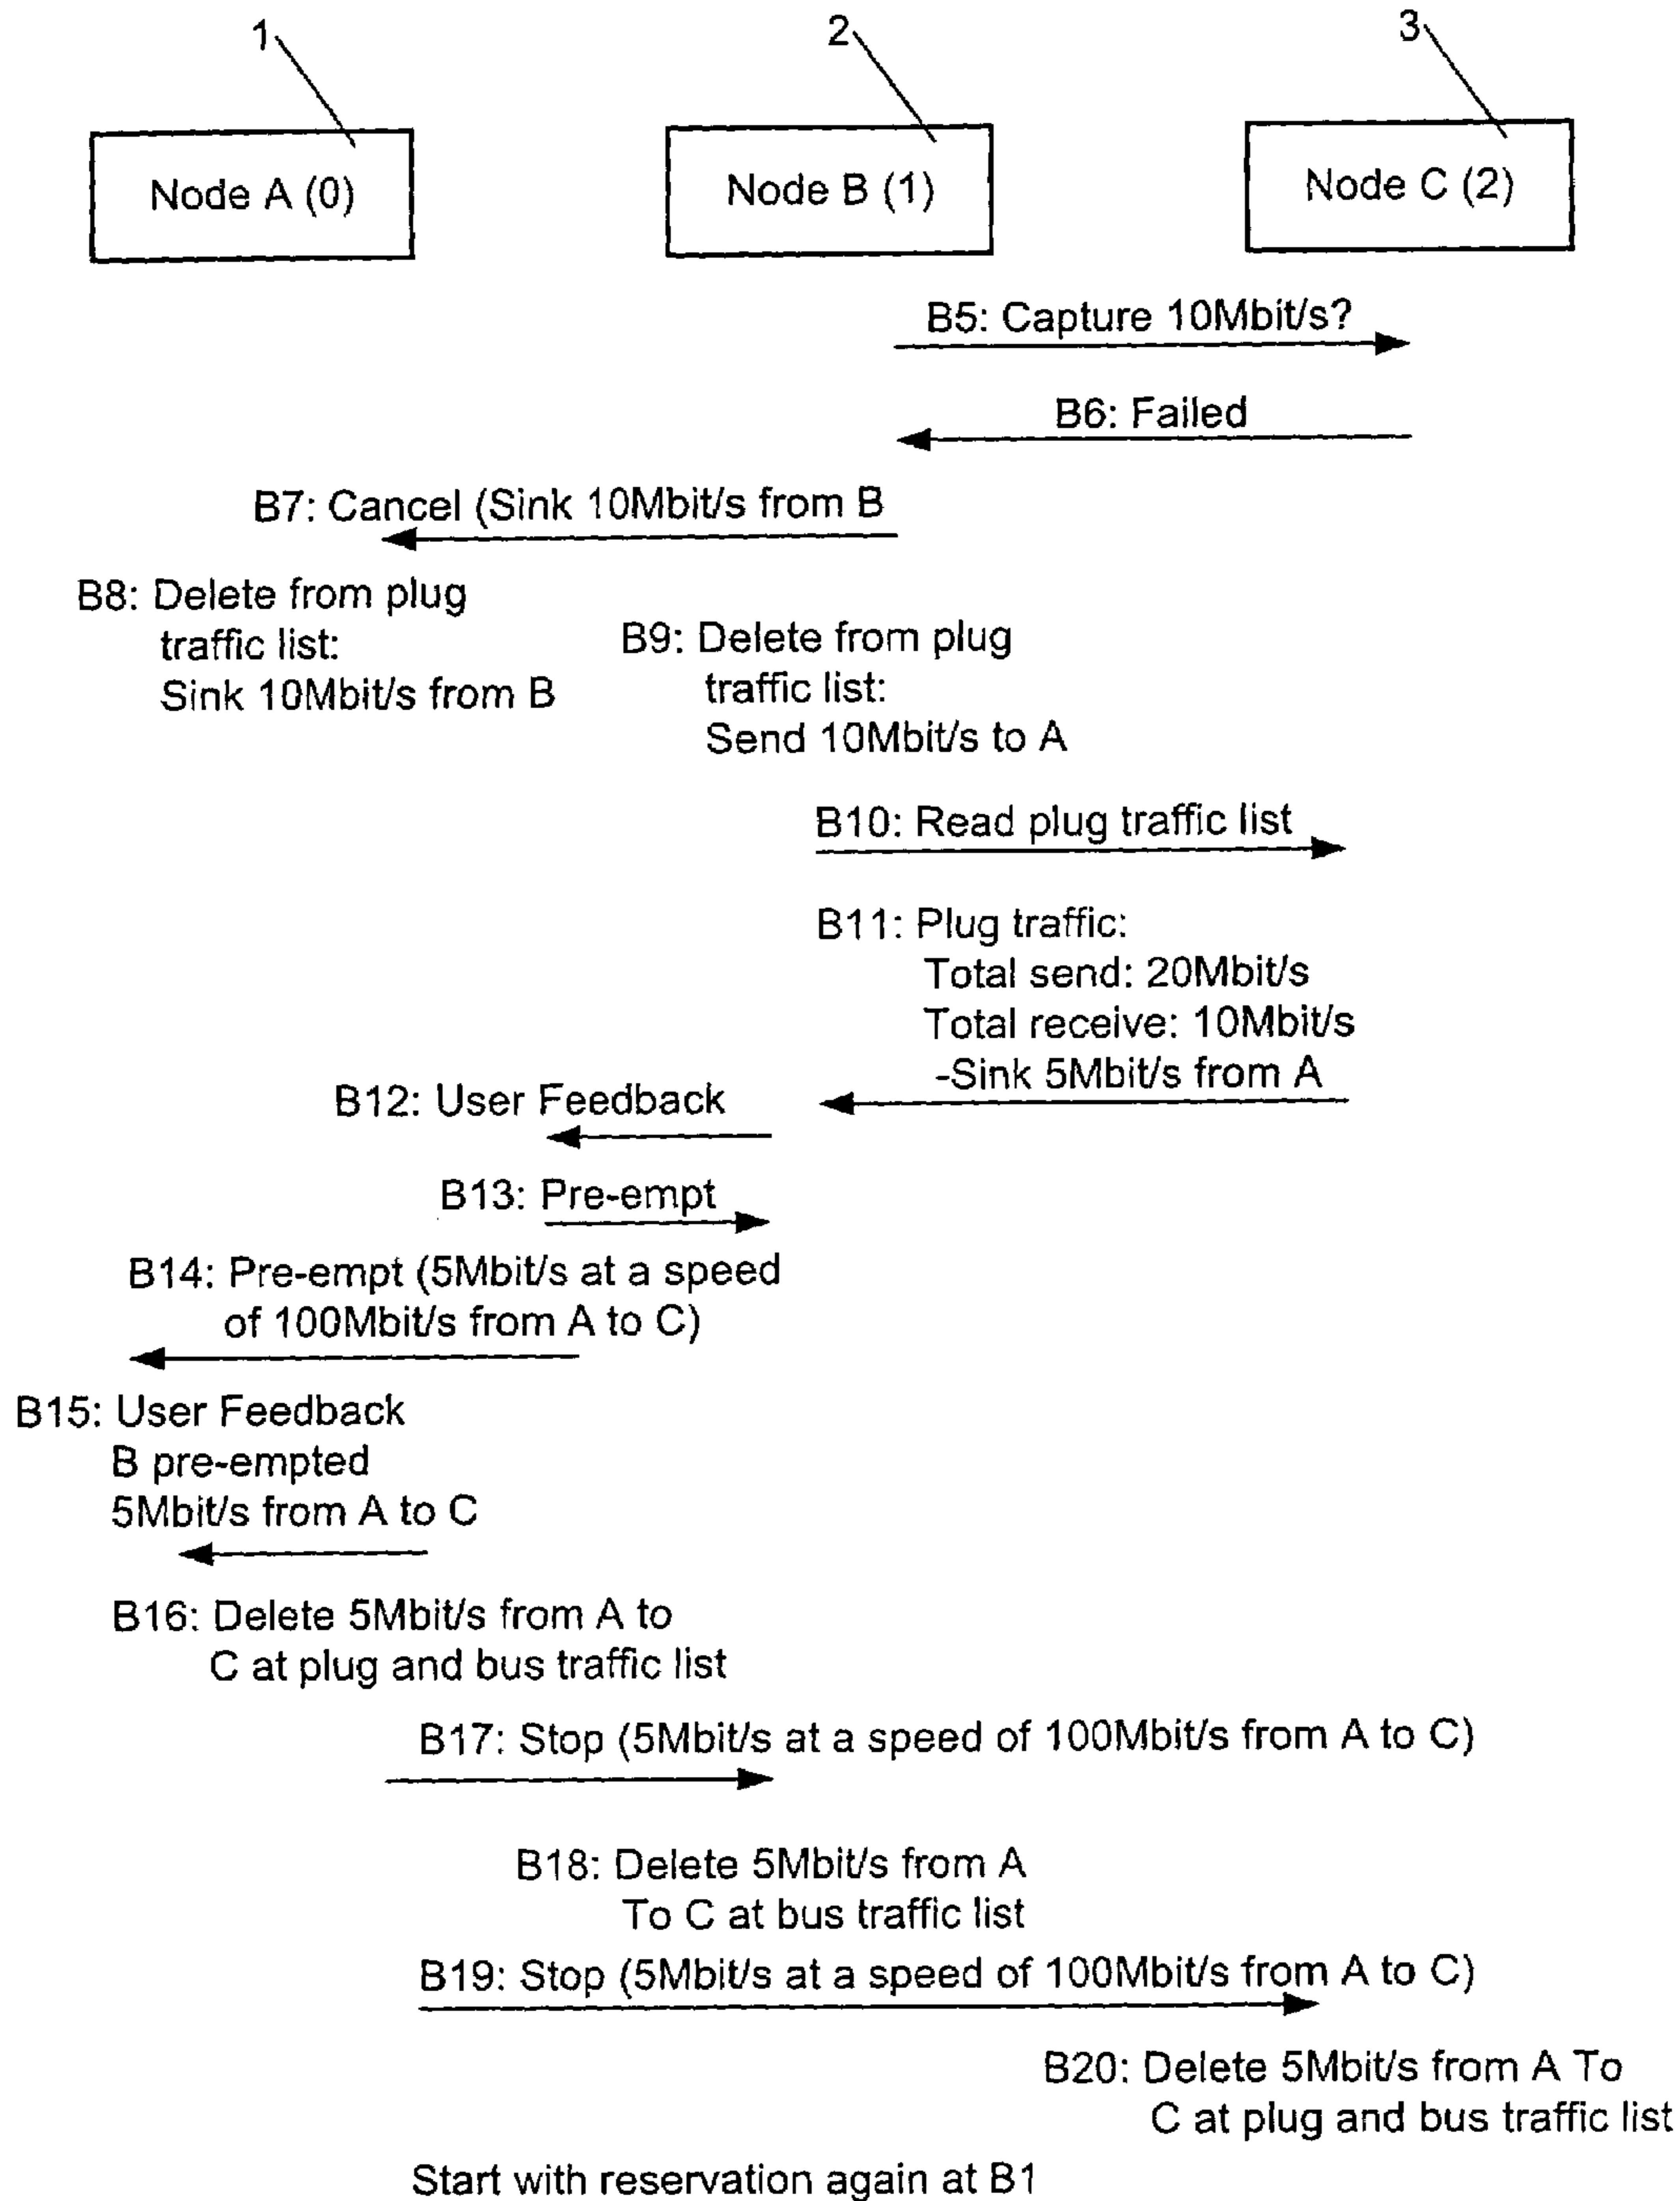 1
2
3
Node A (0)
Node B (1)
Node C (2)
B5: Capture 10Mbit/s?
B6: Failed
B7: Cancel (Sink 10Mbit/s from B
B8: Delete from plug
traffic list:
Sink 10Mbit/s from B
B9: Delete from plug
traffic list:
Send 10Mbit/s to A
B10: Read plug traffic list
B11: Plug traffic:
Total send: 20Mbit/s
Total receive: 10Mbit/s
-Sink 5Mbit/s from A
B12: User Feedback
B13: Pre-empt
B14: Pre-empt (5Mbit/s at a speed
of 100Mbit/s from A to C)
B15: User Feedback
B pre-empted
5Mbit/s from A to C
B16: Delete 5Mbit/s from A to
C at plug and bus traffic list
B17: Stop (5Mbit/s at a speed of 100Mbit/s from A to C)
B18: Delete 5Mbit/s from A
To C at bus traffic list
B19: Stop (5Mbit/s at a speed of 100Mbit/s from A to C)
B20: Delete 5Mbit/s from A To
C at plug and bus traffic list
Start with reservation again at B1